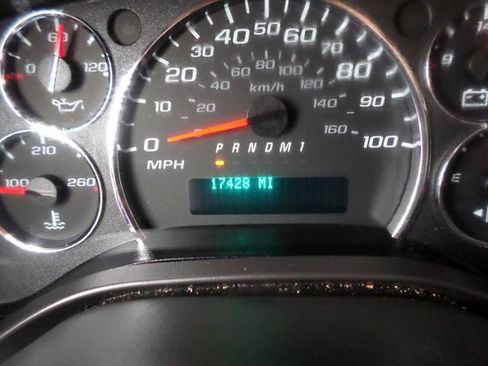 0 60 120
100 210 260
0 10 20 30 40 50 60 70 80 90 100
20 40 60 80 100 120 140 160
km/h
MPH
P R N D M 1
17428 MI
9
E